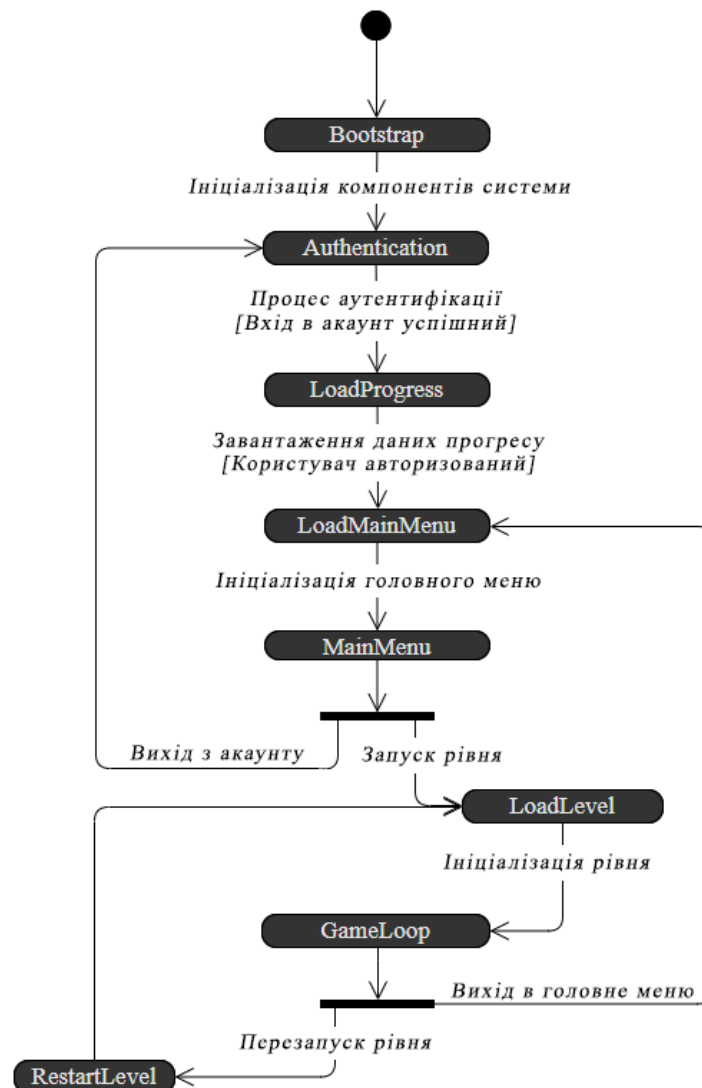 Bootstrap
Ініціалізація компонентів системи
Authentication
Процес аутентифікації
[Вхід в акаунт успішний]
LoadProgress
Завантаження даних прогресу
[Користувач авторизований]
LoadMainMenu
Ініціалізація головного меню
MainMenu
Вихід з акаунту
Запуск рівня
LoadLevel
Ініціалізація рівня
GameLoop
Вихід в головне меню
Перезапуск рівня
RestartLevel